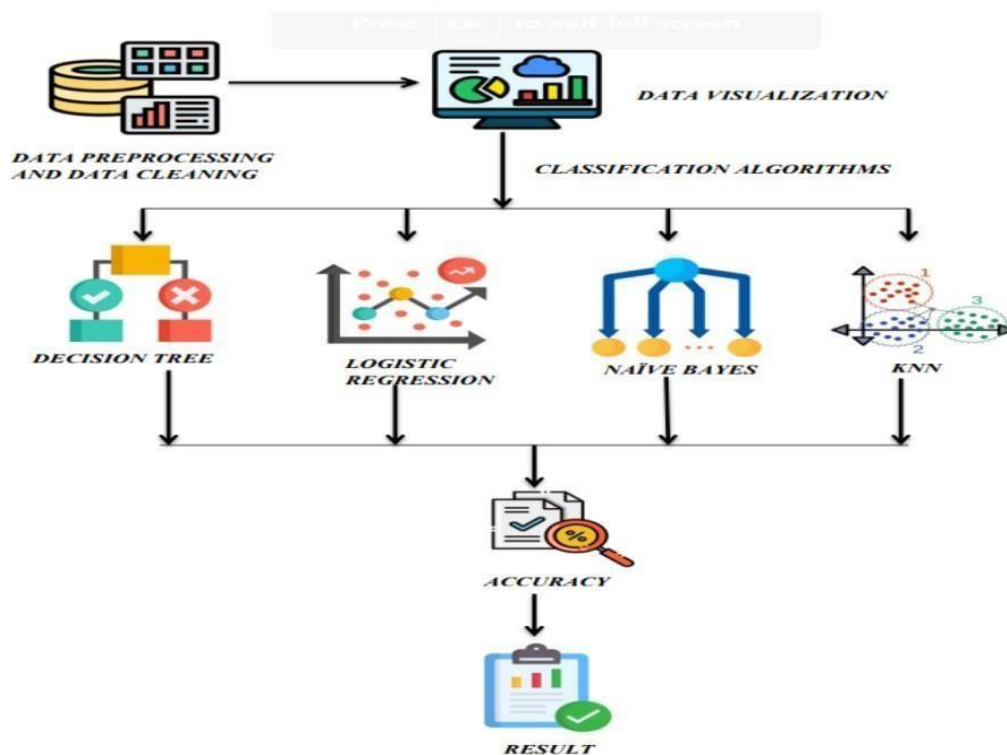 Press Esc to exit full screen
DATA VISUALIZATION
DATA PREPROCESSING
AND DATA CLEANING
CLASSIFICATION ALGORITHMS
1
3
2
DECISION TREE
LOGISTIC
REGRESSION
NAÏVE BAYES
KNN
%
ACCURACY
RESULT